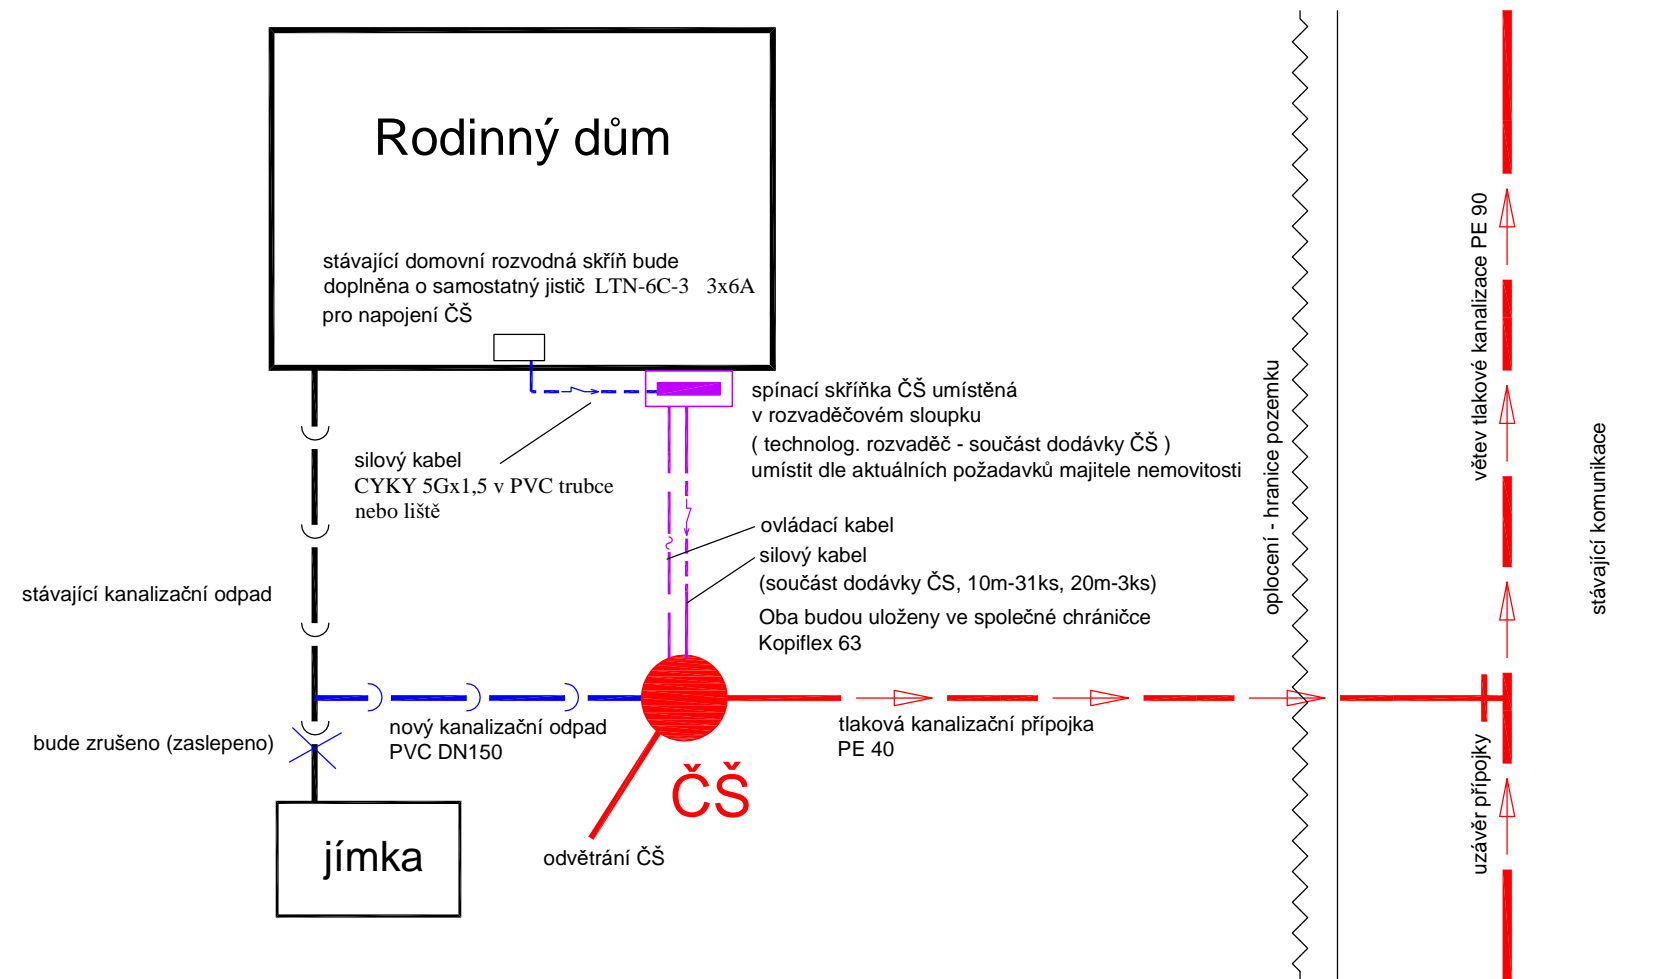 Rodinný dům
stávající domovní rozvodná skříň bude
doplněna o samostatný jistič LTN-6C-3 3x6A
pro napojení ČŠ
spínací skříňka ČŠ umístěná
v rozvaděčovém sloupku
( technolog. rozvaděč - součást dodávky ČŠ )
umístit dle aktuálních požadavků majitele nemovitosti
silový kabel
CYKY 5Gx1,5 v PVC trubce
nebo liště
ovládací kabel
silový kabel
(součást dodávky ČS, 10m-31ks, 20m-3ks)
Oba budou uloženy ve společné chráničce
Kopiflex 63
stávající kanalizační odpad
bude zrušeno (zaslepeno)
nový kanalizační odpad
PVC DN150
tlaková kanalizační přípojka
PE 40
ČŠ
odvětrání ČŠ
jímka
oplocení - hranice pozemku
větev tlakové kanalizace PE 90
uzávěr přípojky
stávající komunikace